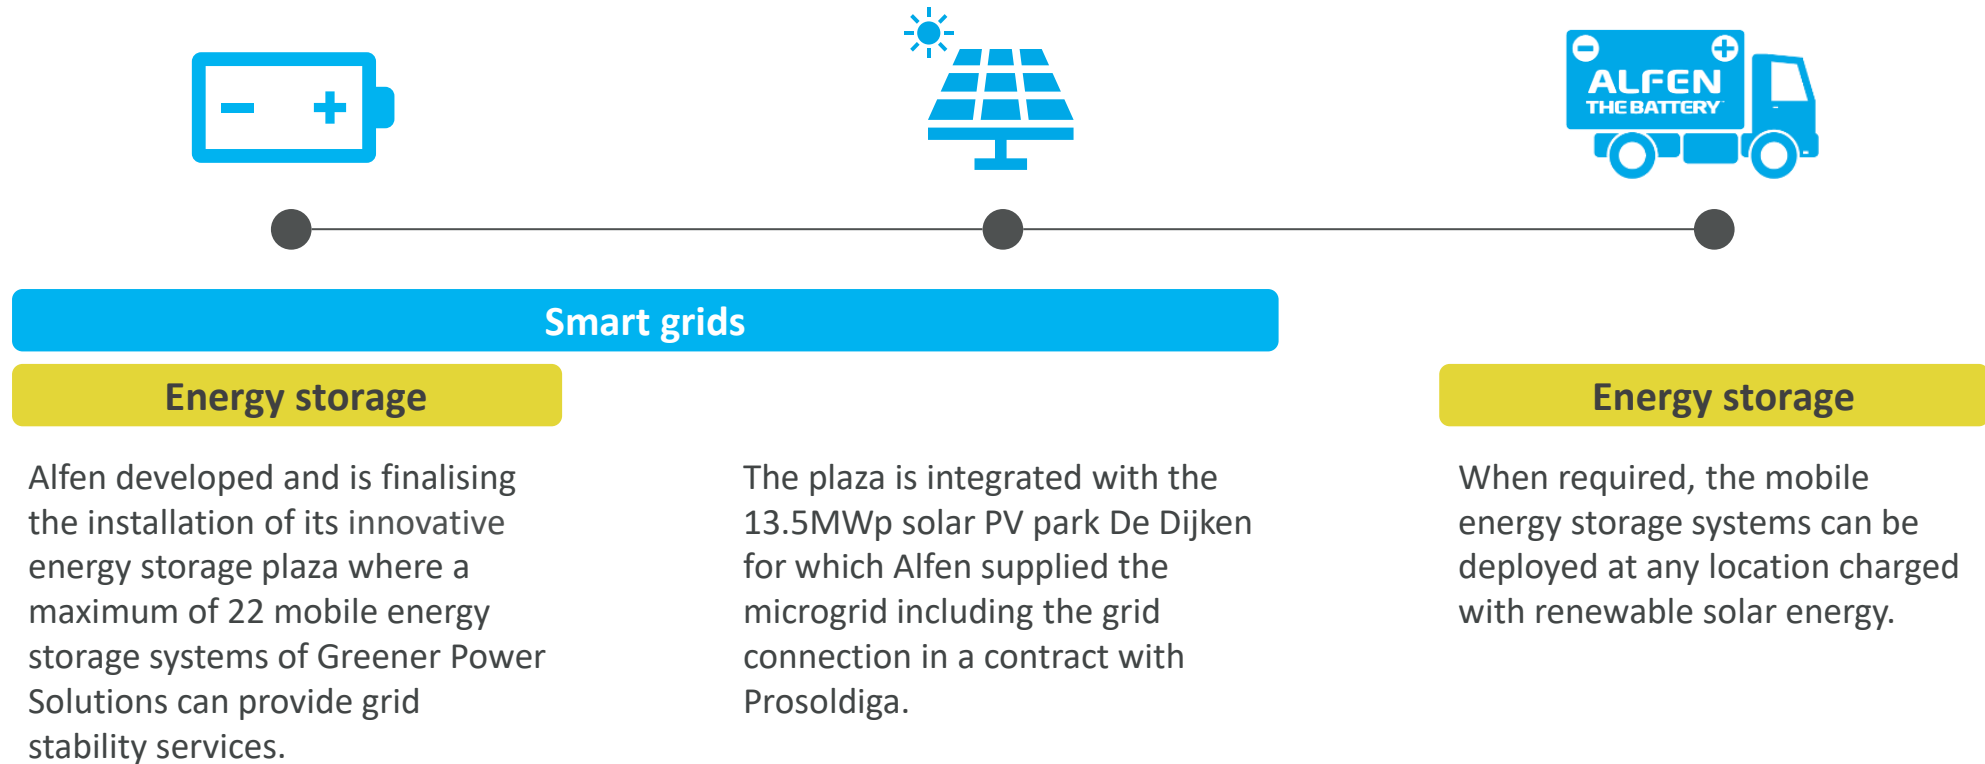 ALFEN
THE BATTERY
Smart grids
Energy storage
Energy storage
Alfen developed and is finalising
the installation of its innovative
energy storage plaza where a
maximum of 22 mobile energy
storage systems of Greener Power
Solutions can provide grid
stability services.
The plaza is integrated with the
13.5MWp solar PV park De Dijken
for which Alfen supplied the
microgrid including the grid
connection in a contract with
Prosoldiga.
When required, the mobile
energy storage systems can be
deployed at any location charged
with renewable solar energy.